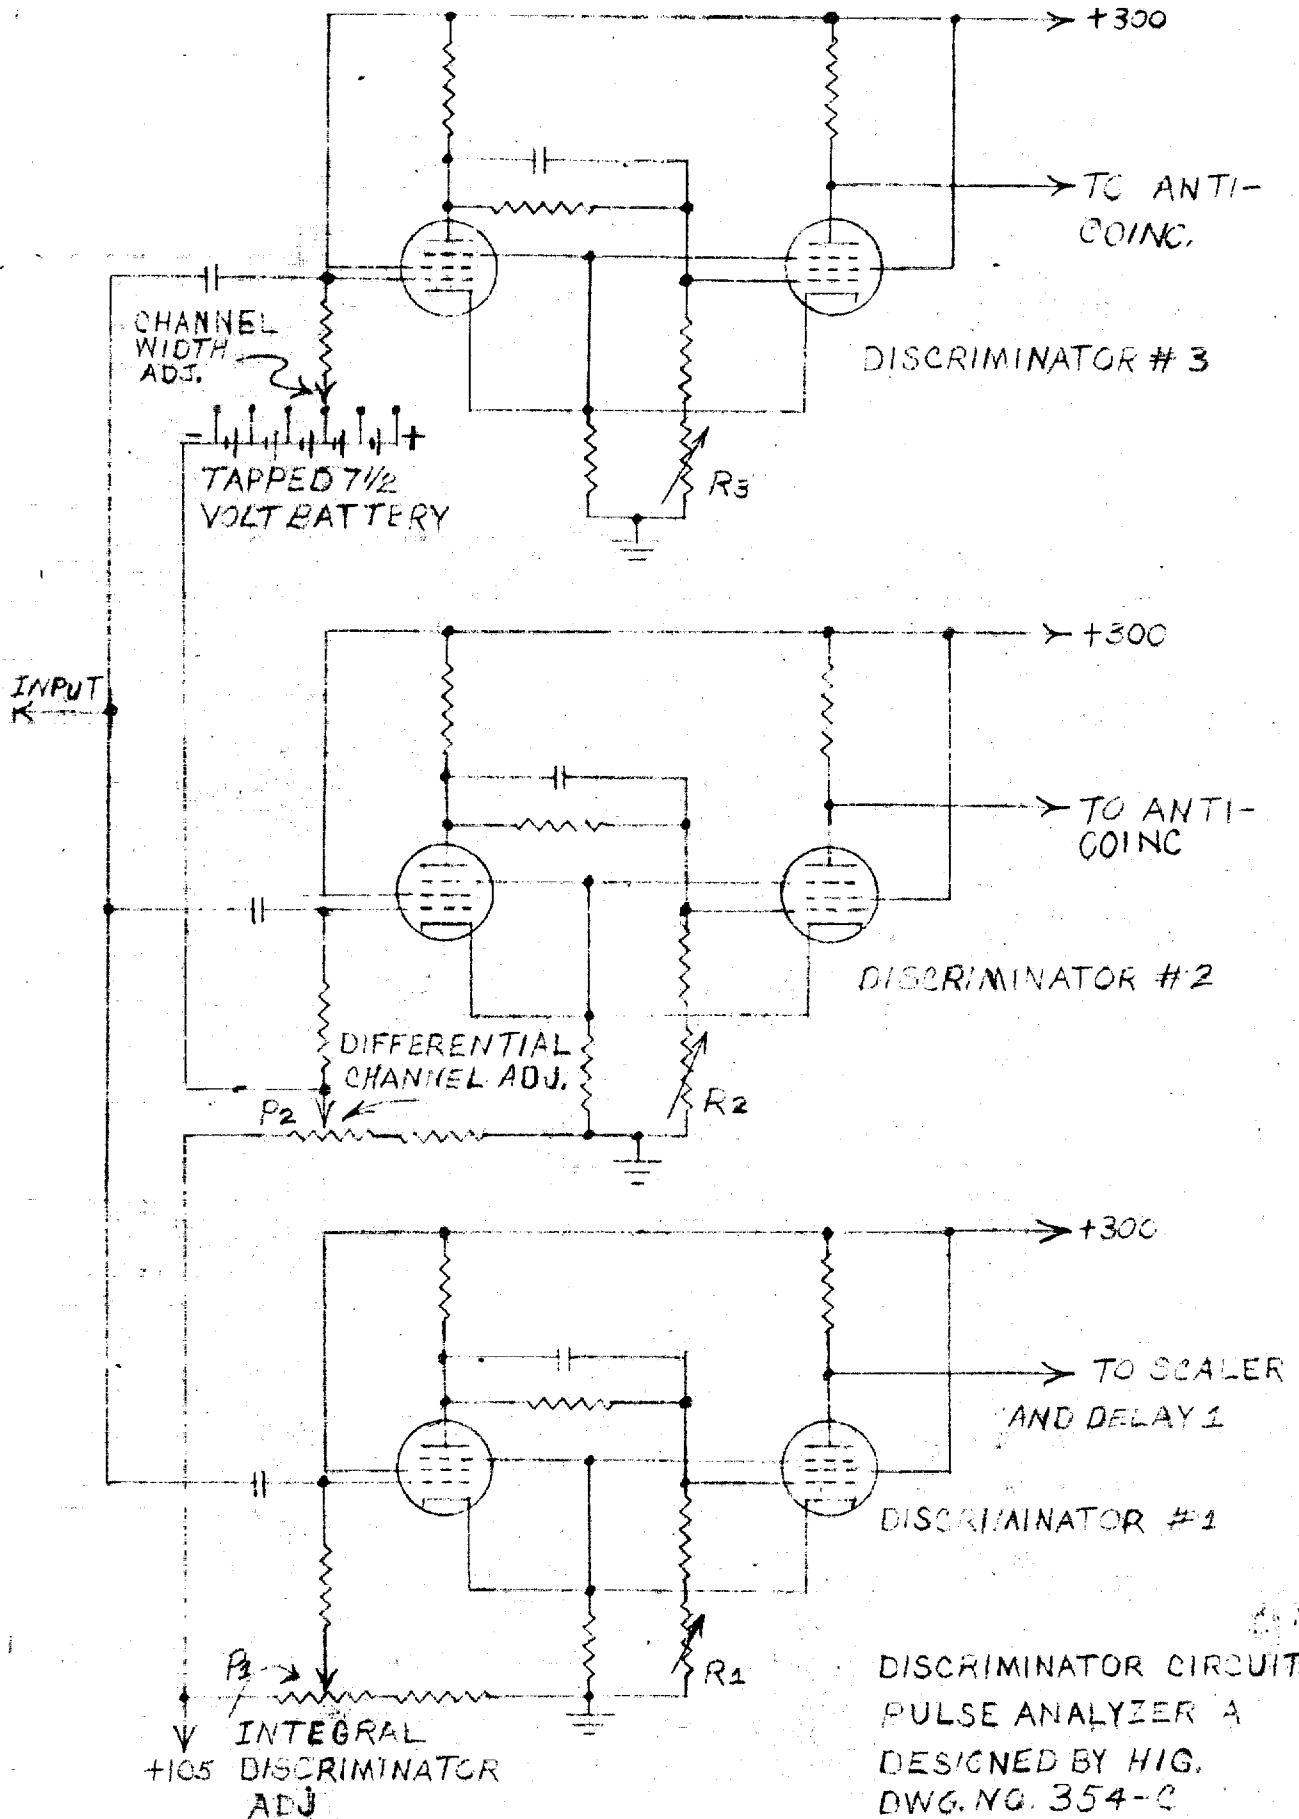 +300
TO ANTI-
COINC.
CHANNEL
WIDTH
ADJ.
DISCRIMINATOR # 3
- +
TAPPED 7 1/2
VOLT BATTERY
R3
+300
INPUT
TO ANTI-
COINC
DISCRIMINATOR #2
DIFFERENTIAL
CHANNEL ADJ.
P2
R2
+300
TO SCALER
AND DELAY 1
DISCRIMINATOR #1
P1
R1
INTEGRAL
+105 DISCRIMINATOR
ADJ
DISCRIMINATOR CIRCUIT
PULSE ANALYZER A
DESIGNED BY HIG.
DWG. NO. 354-C